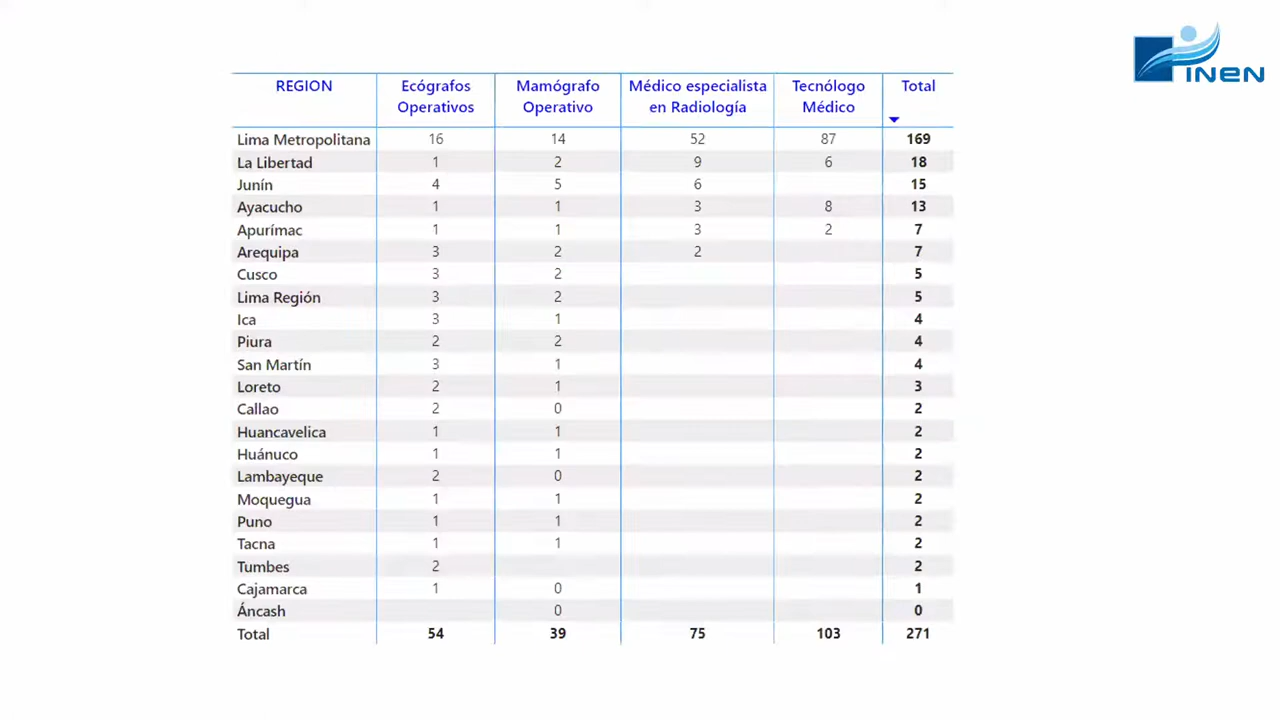 INEN
REGION Ecógrafos Operativos Mamógrafo Operativo Médico especialista en Radiología Tecnólogo Médico Total
Lima Metropolitana 16 14 52 87 169
La Libertad 1 2 9 6 18
Junín 4 5 6 15
Ayacucho 1 1 3 8 13
Apurímac 1 1 3 2 7
Arequipa 3 2 2 7
Cusco 3 2 5
Lima Región 3 2 5
Ica 3 1 4
Piura 2 2 4
San Martín 3 1 4
Loreto 2 1 3
Callao 2 0 2
Huancavelica 1 1 2
Huánuco 1 1 2
Lambayeque 2 0 2
Moquegua 1 1 2
Puno 1 1 2
Tacna 1 1 2
Tumbes 2 2
Cajamarca 1 0 1
Áncash 0 0
Total 54 39 75 103 271